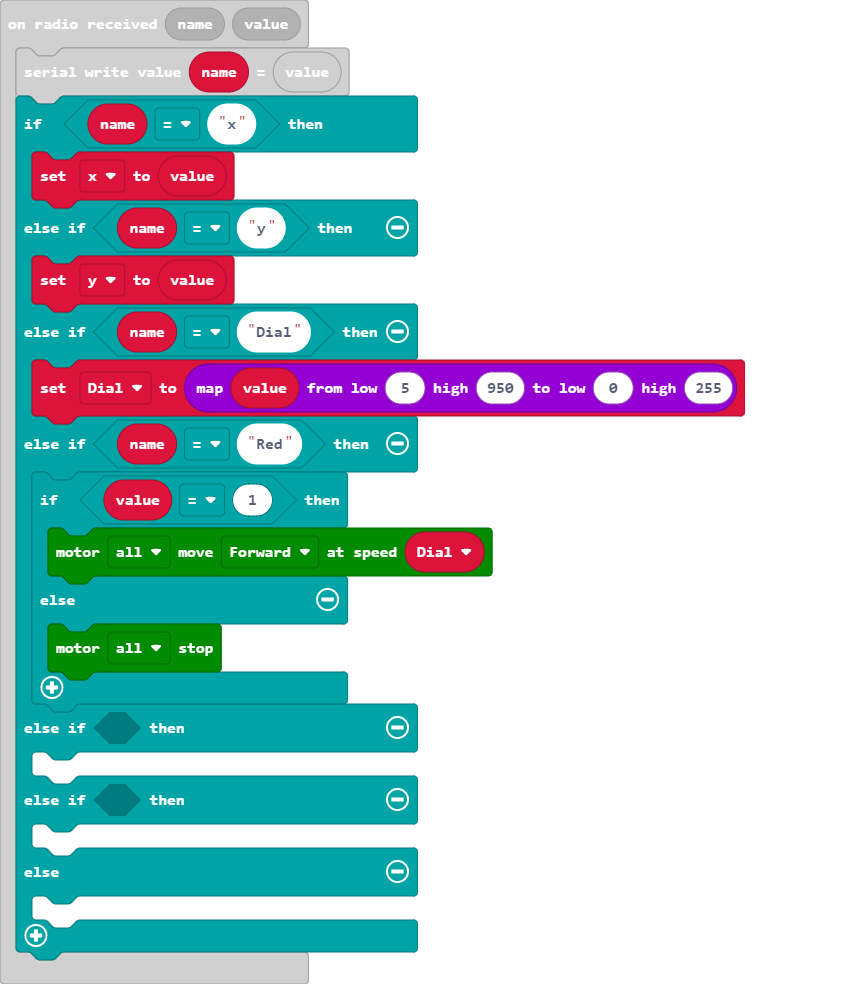 on radio received name value
serial write value name = value
if name = "x" then
set x to value
else if name = "y" then
set y to value
else if name = "Dial" then
set Dial to map value from low 5 high 950 to low 0 high 255
else if name = "Red" then
if value = 1 then
motor all move Forward at speed Dial
else
motor all stop
else if then
else if then
else